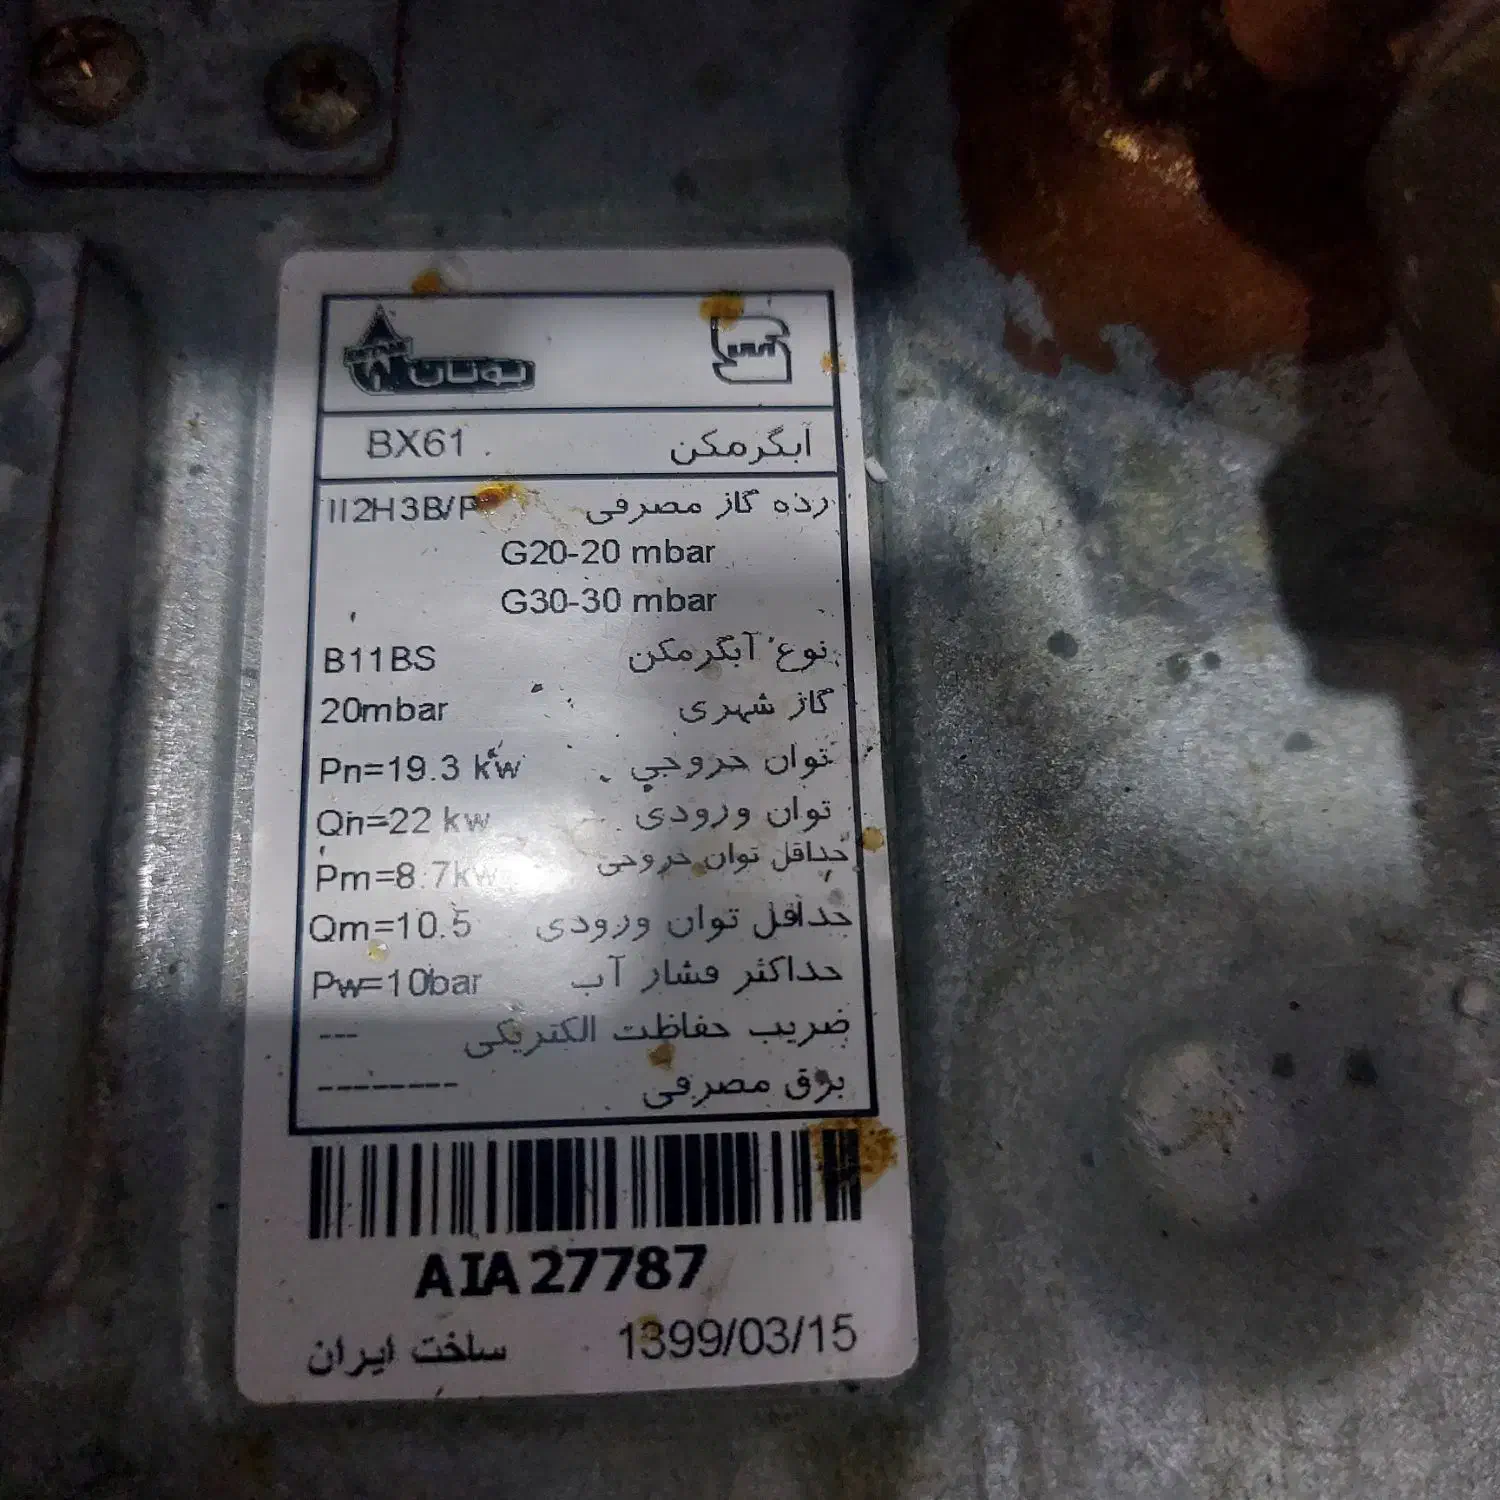 بوتان
آبگرمکن BX61
رده گاز مصرفی II2H3B/P
G20-20 mbar
G30-30 mbar
نوع آبگرمکن B11BS
گاز شهری 20mbar
توان خروجی Pn=19.3 kw
توان ورودی Qn=22 kw
حداقل توان خروجی Pm=8.7kw
حداقل توان ورودی Qm=10.5
حداکثر فشار آب Pw=10bar
ضریب حفاظت الکتریکی ---
برق مصرفی --------
AIA27787
ساخت ایران 1399/03/15